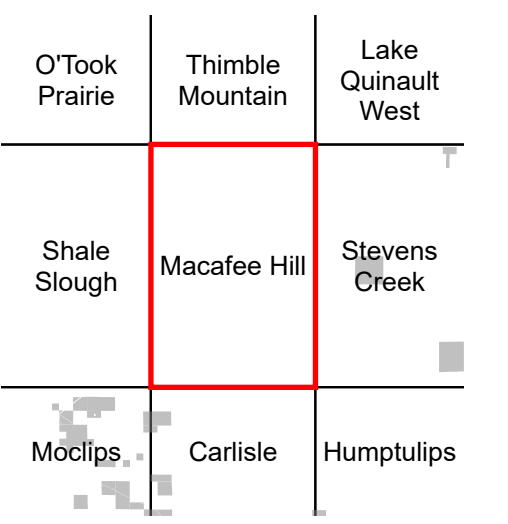 O'Took
Prairie
Thimble
Mountain
Lake
Quinault
West
Shale
Slough
Macafee Hill
Stevens
Creek
Moclips
Carlisle
Humptulips